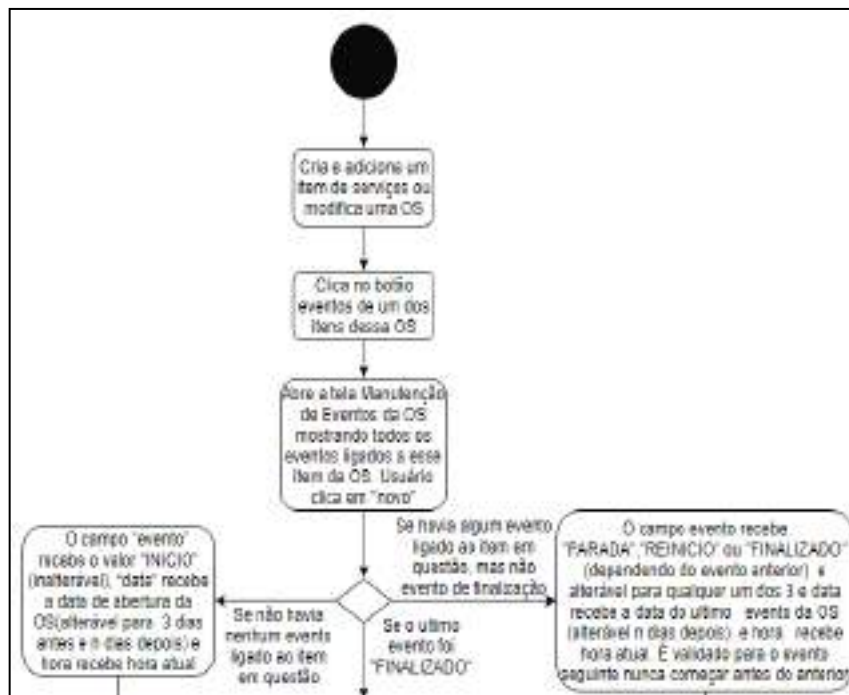 Cria e adiciona um
item de serviços ou
modifica uma OS
Clica no botão
eventos de um dos
itens dessa OS
Abre a tela Manutenção
de Eventos da OS
mostrando todos os
eventos ligados a esse
item da OS. Usuário
clica em "novo"
O campo "evento"
recebe o valor "INICIO"
(inalterável), "data" recebe
a data de abertura da
OS(alterável para 3 dias
antes e n dias depois) e
hora recebe hora atual
Se não havia
nenhum evento
ligado ao item
em questão
Se o ultimo
evento foi
"FINALIZADO"
Se havia algum evento
ligado ao item em
questão, mas não
evento de finalização
O campo evento recebe
"PARADA","REINICIO" ou "FINALIZADO"
(dependendo do evento anterior) e
alterável para qualquer um dos 3 e data
recebe a data do ultimo evento da OS
(alterável n dias depois) e hora recebe
hora atual. É validado para o evento
seguinte nunca começar antes do anterior